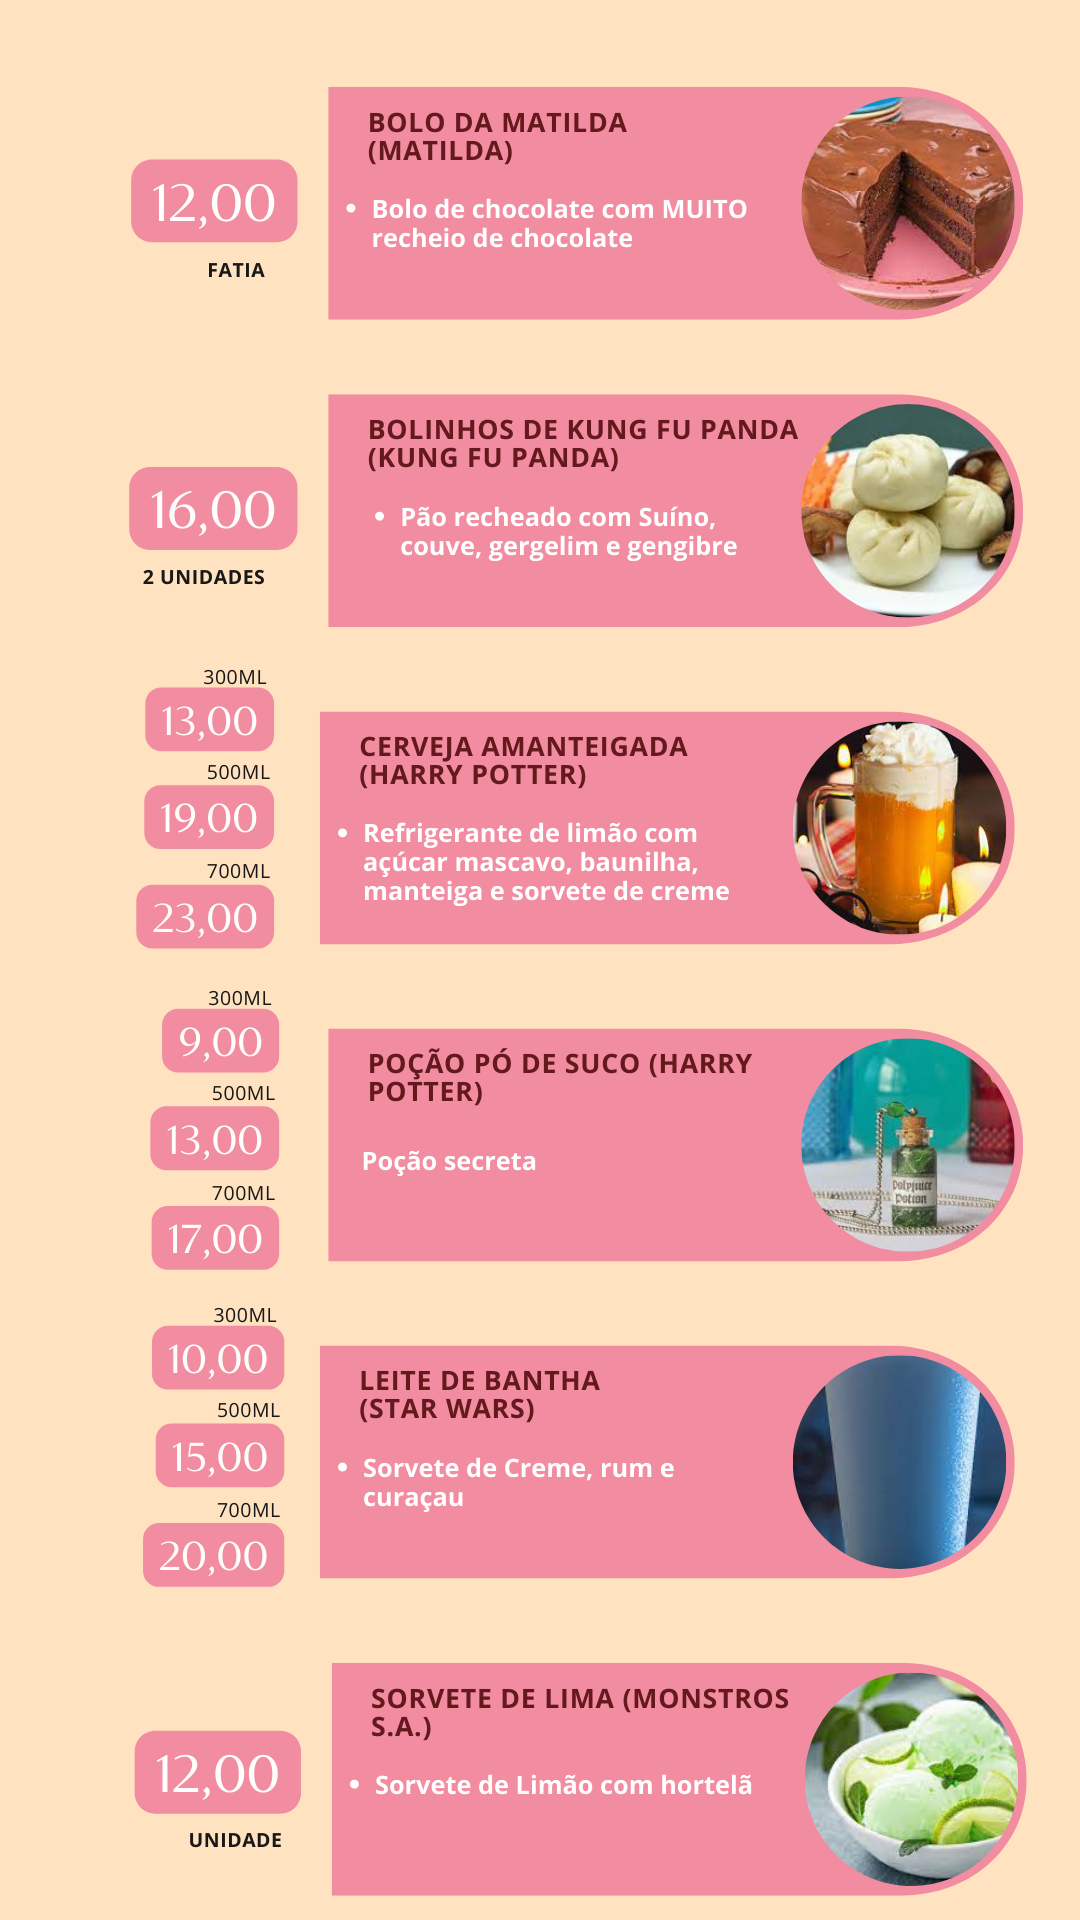 BOLO DA MATILDA
(MATILDA)
12,00
• Bolo de chocolate com MUITO
recheio de chocolate
FATIA
BOLINHOS DE KUNG FU PANDA
(KUNG FU PANDA)
16,00
• Pão recheado com Suíno,
couve, gergelim e gengibre
2 UNIDADES
300ML
13,00
500ML
19,00
700ML
23,00
CERVEJA AMANTEIGADA
(HARRY POTTER)
• Refrigerante de limão com
açúcar mascavo, baunilha,
manteiga e sorvete de creme
300ML
9,00
500ML
13,00
700ML
17,00
POÇÃO PÓ DE SUCO (HARRY
POTTER)
Poção secreta
Polyjuice
Potion
300ML
10,00
500ML
15,00
700ML
20,00
LEITE DE BANTHA
(STAR WARS)
• Sorvete de Creme, rum e
curaçau
SORVETE DE LIMA (MONSTROS
S.A.)
12,00
• Sorvete de Limão com hortelã
UNIDADE